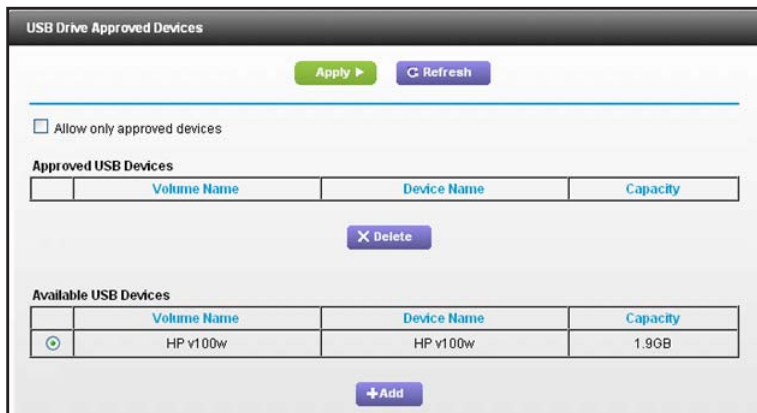 USB Drive Approved Devices
Apply Refresh
Allow only approved devices
Approved USB Devices
Volume Name Device Name Capacity
Delete
Available USB Devices
Volume Name Device Name Capacity
HP v100w HP v100w 1.9GB
+Add